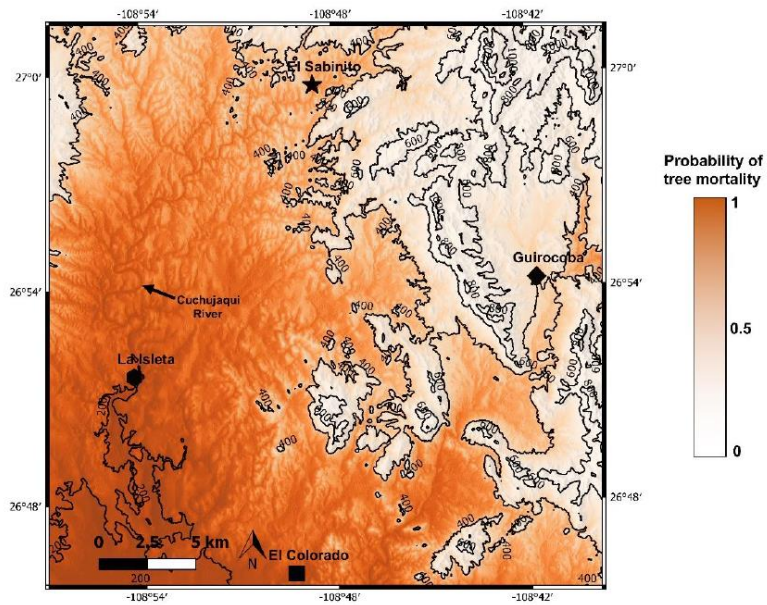 -108°54′ -108°48′ -108°42′
27°0′ 27°0′
El Sabinito
Probability of
tree mortality
1
0.5
0
Guirocoba
26°54′ 26°54′
Cuchujaqui
River
La Isleta
26°48′ 26°48′
0 2,5 5 km
N
El Colorado
200
400
-108°54′ -108°48′ -108°42′